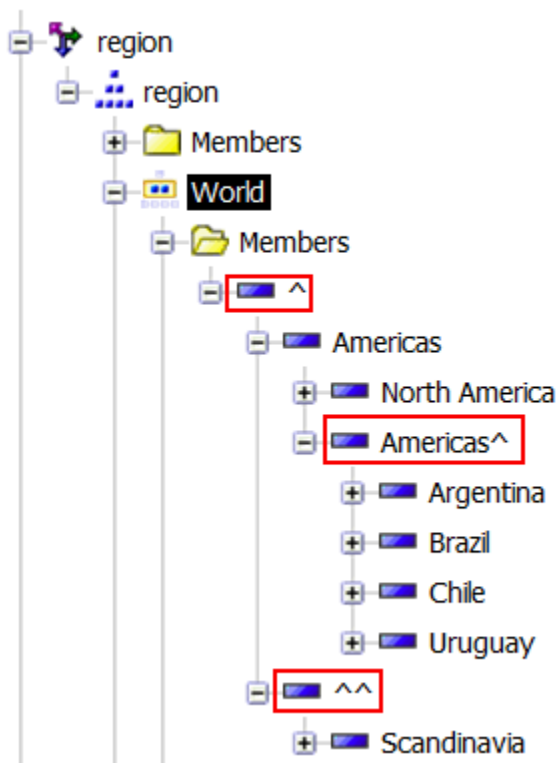 region
region
Members
World
Members
^
Americas
North America
Americas^
Argentina
Brazil
Chile
Uruguay
^^
Scandinavia